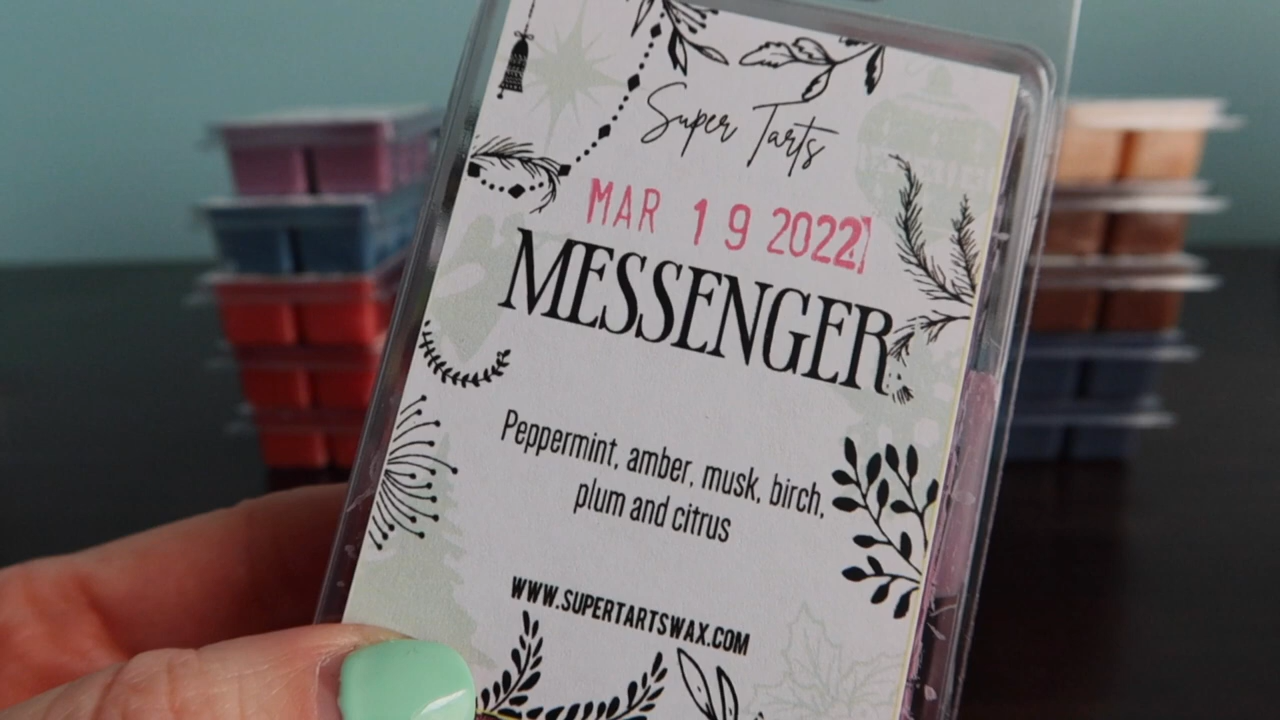 Super Tarts
MAR 19 2022
MESSENGER
Peppermint, amber, musk, birch,
plum and citrus
WWW.SUPERTARTSWAX.COM